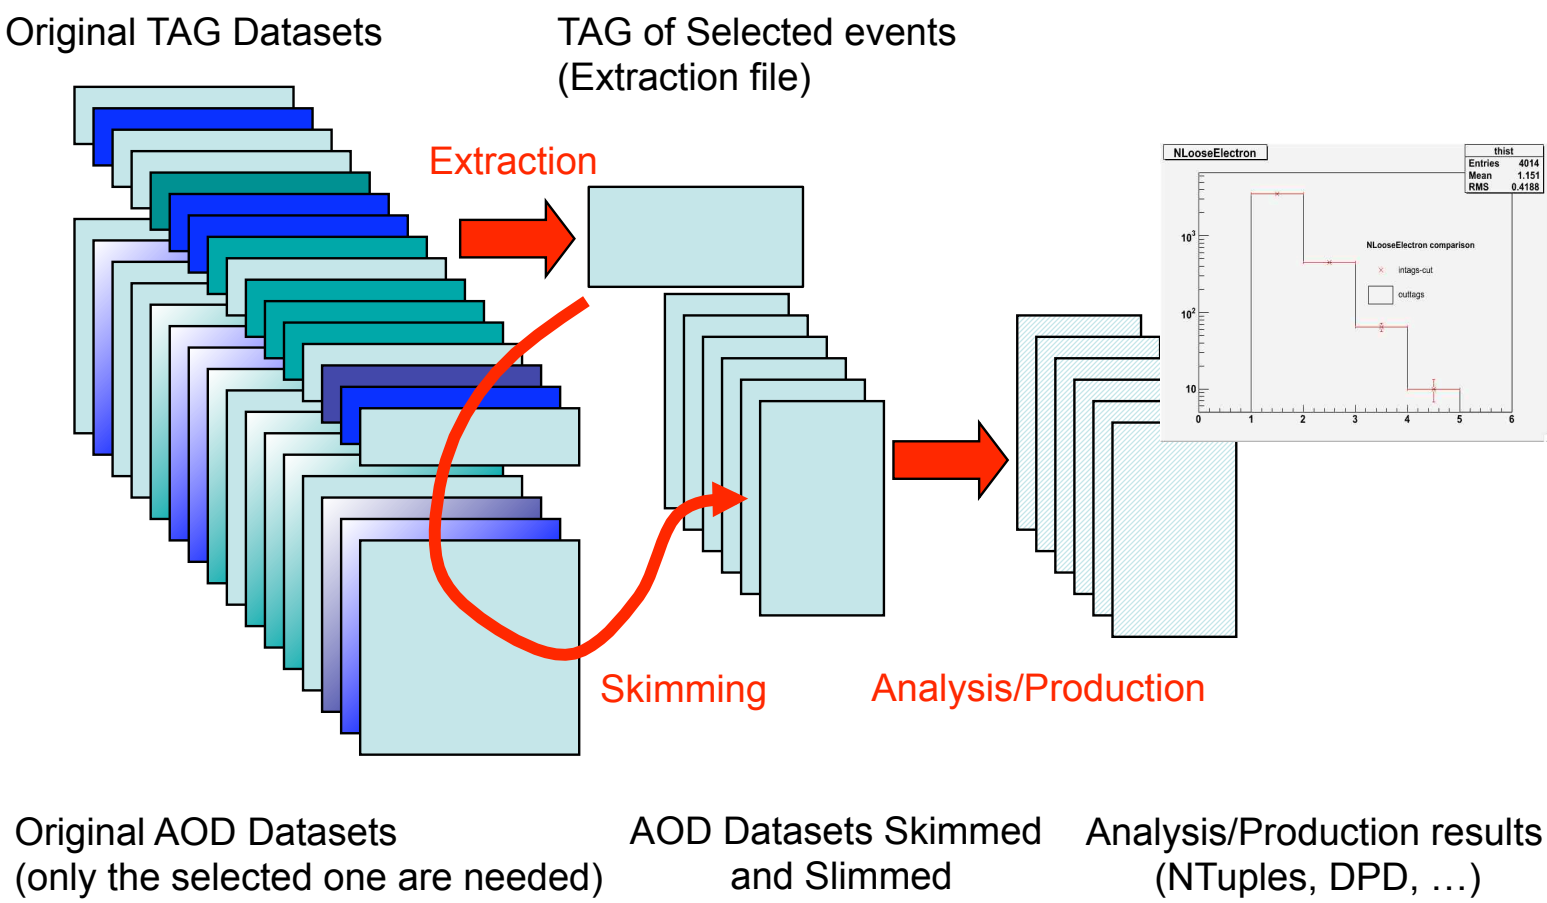 Original TAG Datasets
TAG of Selected events
(Extraction file)
Extraction
NLooseElectron
thist
Entries 4014
Mean 1.151
RMS 0.4188
10³
10²
10
NLooseElectron comparison
intags-cut
outtags
0 1 2 3 4 5 6
Skimming
Analysis/Production
Original AOD Datasets
(only the selected one are needed)
AOD Datasets Skimmed
and Slimmed
Analysis/Production results
(NTuples, DPD, …)